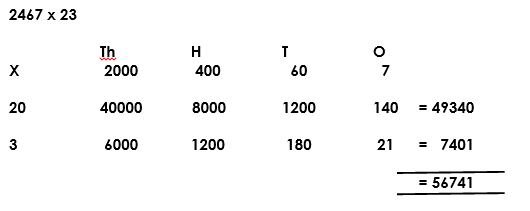 2467 x 23
Th H T O
X 2000 400 60 7
20 40000 8000 1200 140 = 49340
3 6000 1200 180 21 = 7401
= 56741